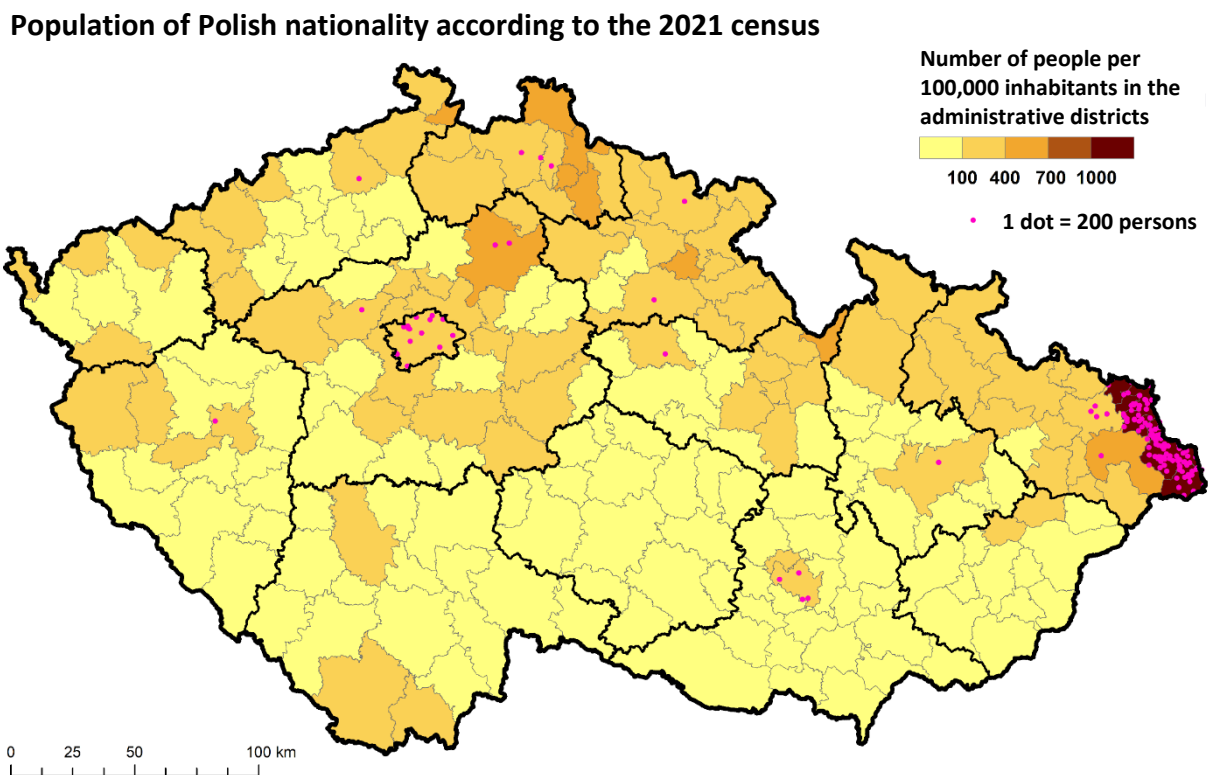 Population of Polish nationality according to the 2021 census
Number of people per
100,000 inhabitants in the
administrative districts
100 400 700 1000
1 dot = 200 persons
0 25 50 100 km